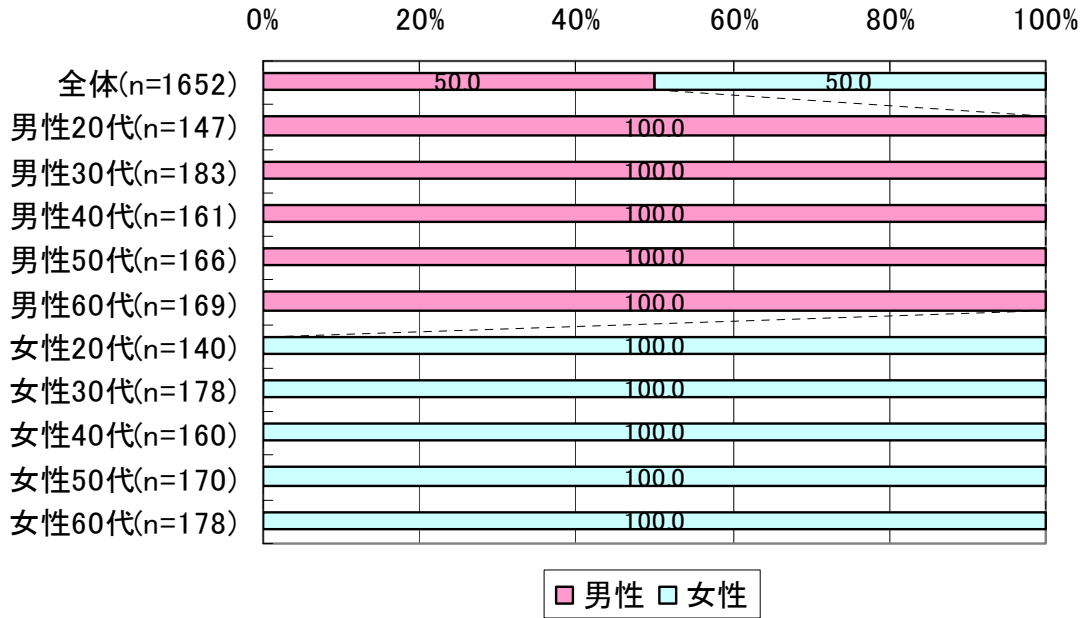 0% 20% 40% 60% 80% 100%
全体(n=1652) 50.0 50.0
男性20代(n=147) 100.0
男性30代(n=183) 100.0
男性40代(n=161) 100.0
男性50代(n=166) 100.0
男性60代(n=169) 100.0
女性20代(n=140) 100.0
女性30代(n=178) 100.0
女性40代(n=160) 100.0
女性50代(n=170) 100.0
女性60代(n=178) 100.0
男性 女性